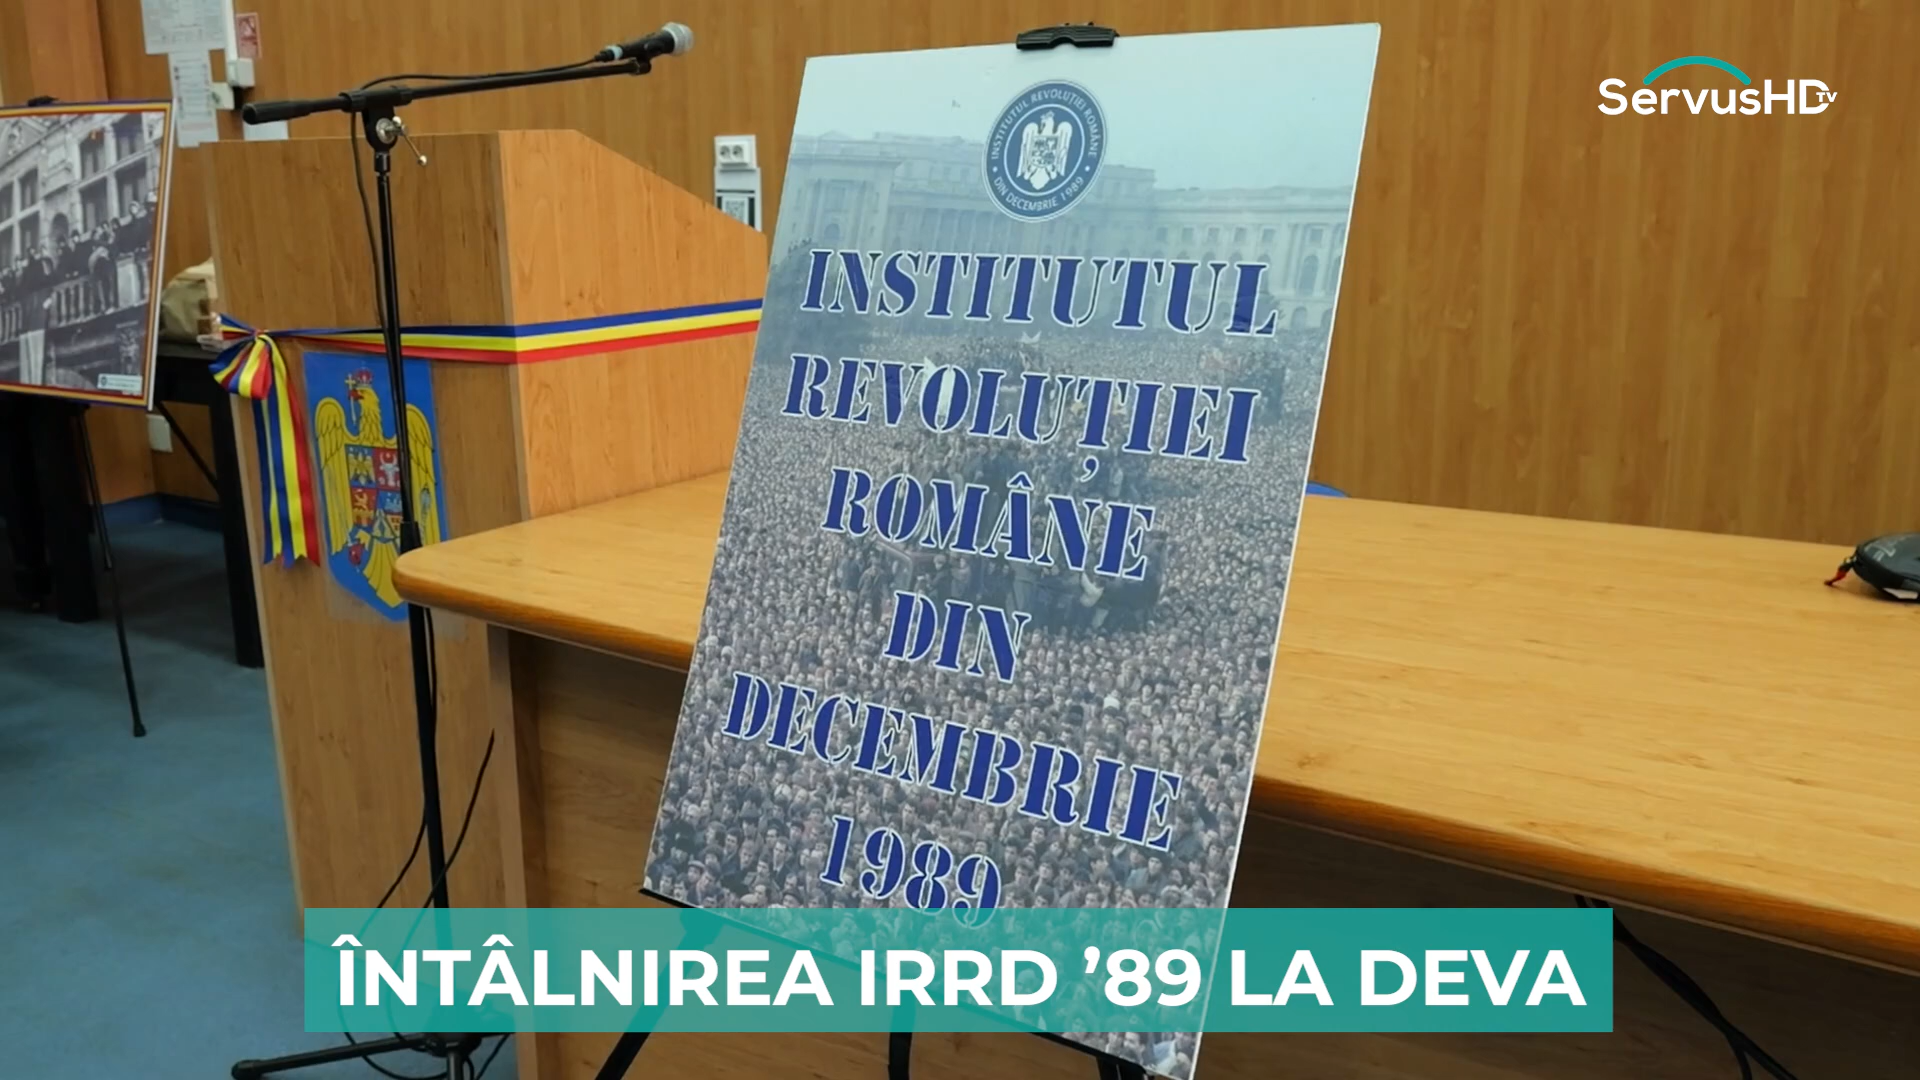 ServusHD TV
INSTITUTUL REVOLUȚIEI ROMÂNE
DIN DECEMBRIE 1989
INSTITUTUL
REVOLUȚIEI
ROMÂNE
DIN
DECEMBRIE
1989
ÎNTÂLNIREA IRRD ’89 LA DEVA